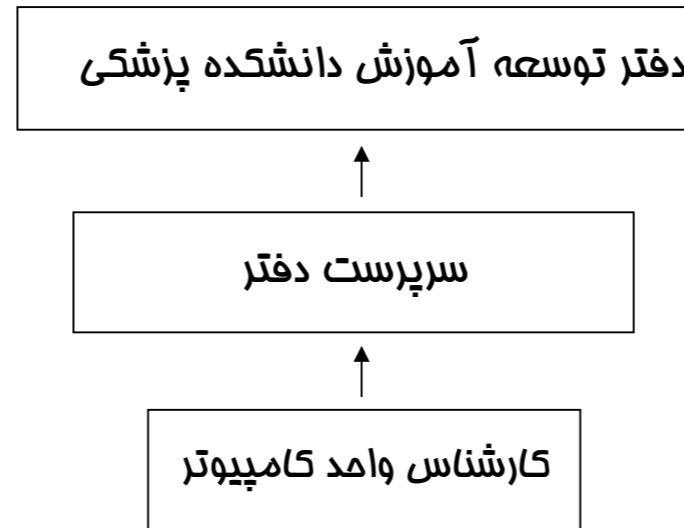 دفتر توسعه آموزش دانشکده پزشکی
سرپرست دفتر
کارشناس واحد کامپیوتر